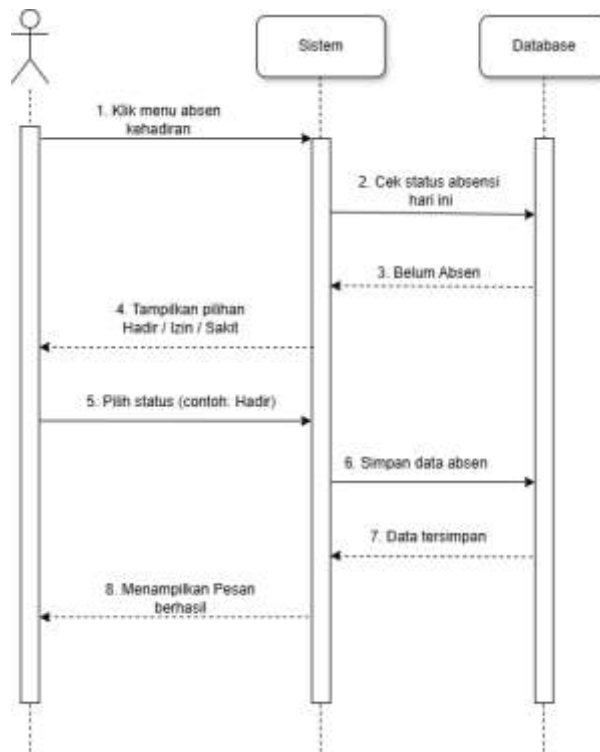 Sistem
Database
1. Klik menu absen
kehadiran
2. Cek status absensi
hari ini
3. Belum Absen
4. Tampilkan pilihan
Hadir / Izin / Sakit
5. Pilih status (contoh: Hadir)
6. Simpan data absen
7. Data tersimpan
8. Menampilkan Pesan
berhasil